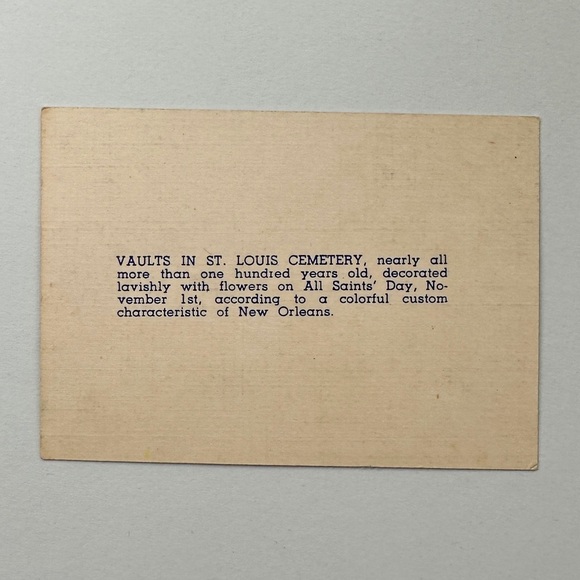 VAULTS IN ST. LOUIS CEMETERY, nearly all
more than one hundred years old, decorated
lavishly with flowers on All Saints' Day, No-
vember 1st, according to a colorful custom
characteristic of New Orleans.